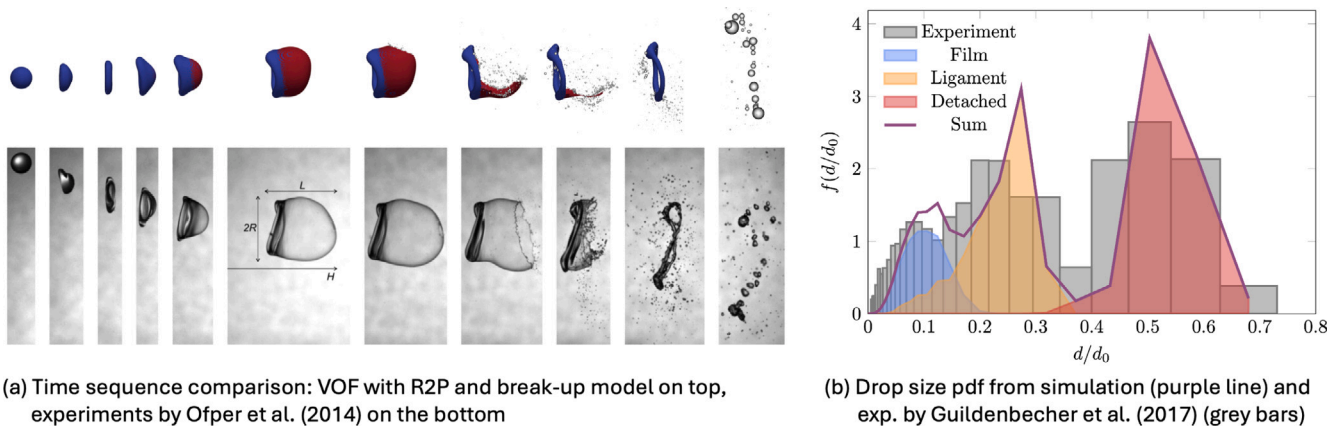 L
2R
H
4
3
2
1
0
f(d/d₀)
Experiment
Film
Ligament
Detached
Sum
0 0.1 0.2 0.3 0.4 0.5 0.6 0.7 0.8
d/d₀
(a) Time sequence comparison: VOF with R2P and break-up model on top,
experiments by Ofper et al. (2014) on the bottom
(b) Drop size pdf from simulation (purple line) and
exp. by Guildenbecher et al. (2017) (grey bars)